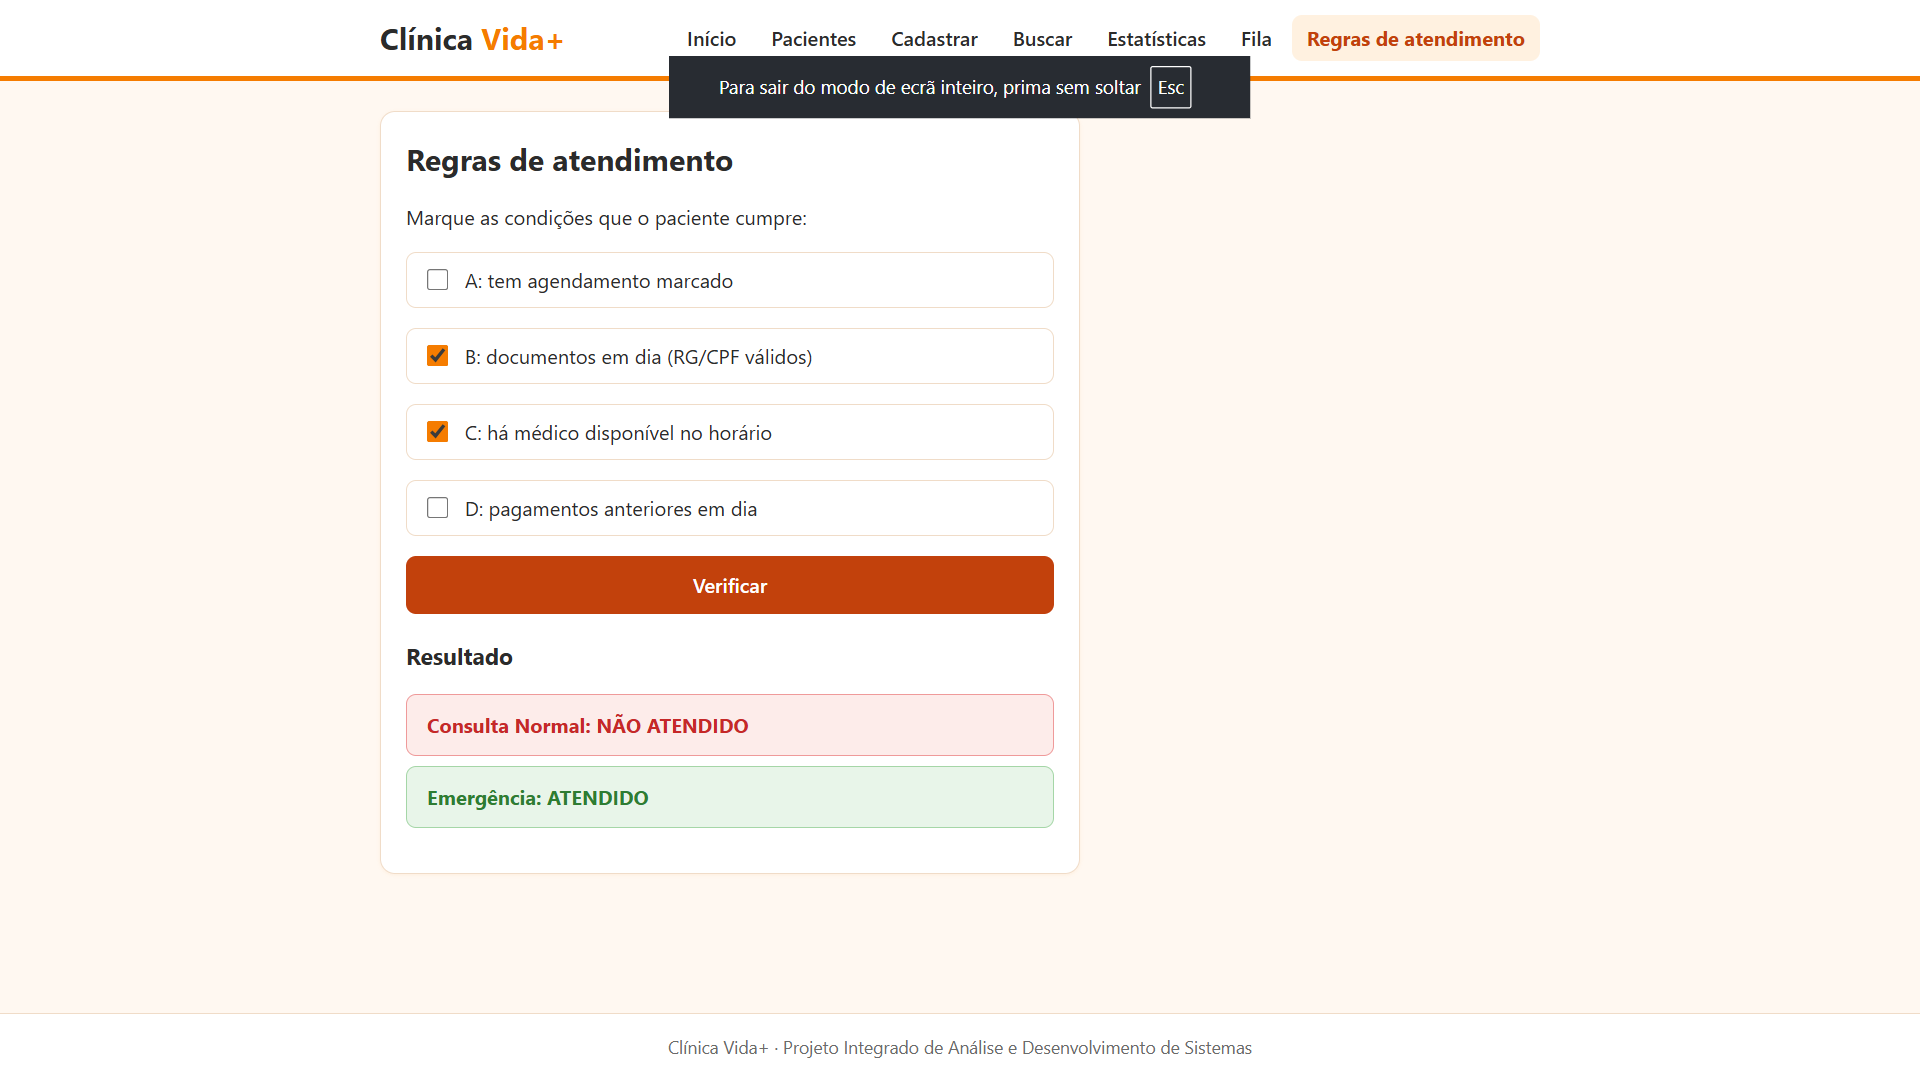 Clínica Vida+
Início Pacientes Cadastrar Buscar Estatísticas Fila Regras de atendimento
Para sair do modo de ecrã inteiro, prima sem soltar Esc
Regras de atendimento
Marque as condições que o paciente cumpre:
A: tem agendamento marcado
B: documentos em dia (RG/CPF válidos)
C: há médico disponível no horário
D: pagamentos anteriores em dia
Verificar
Resultado
Consulta Normal: NÃO ATENDIDO
Emergência: ATENDIDO
Clínica Vida+ · Projeto Integrado de Análise e Desenvolvimento de Sistemas